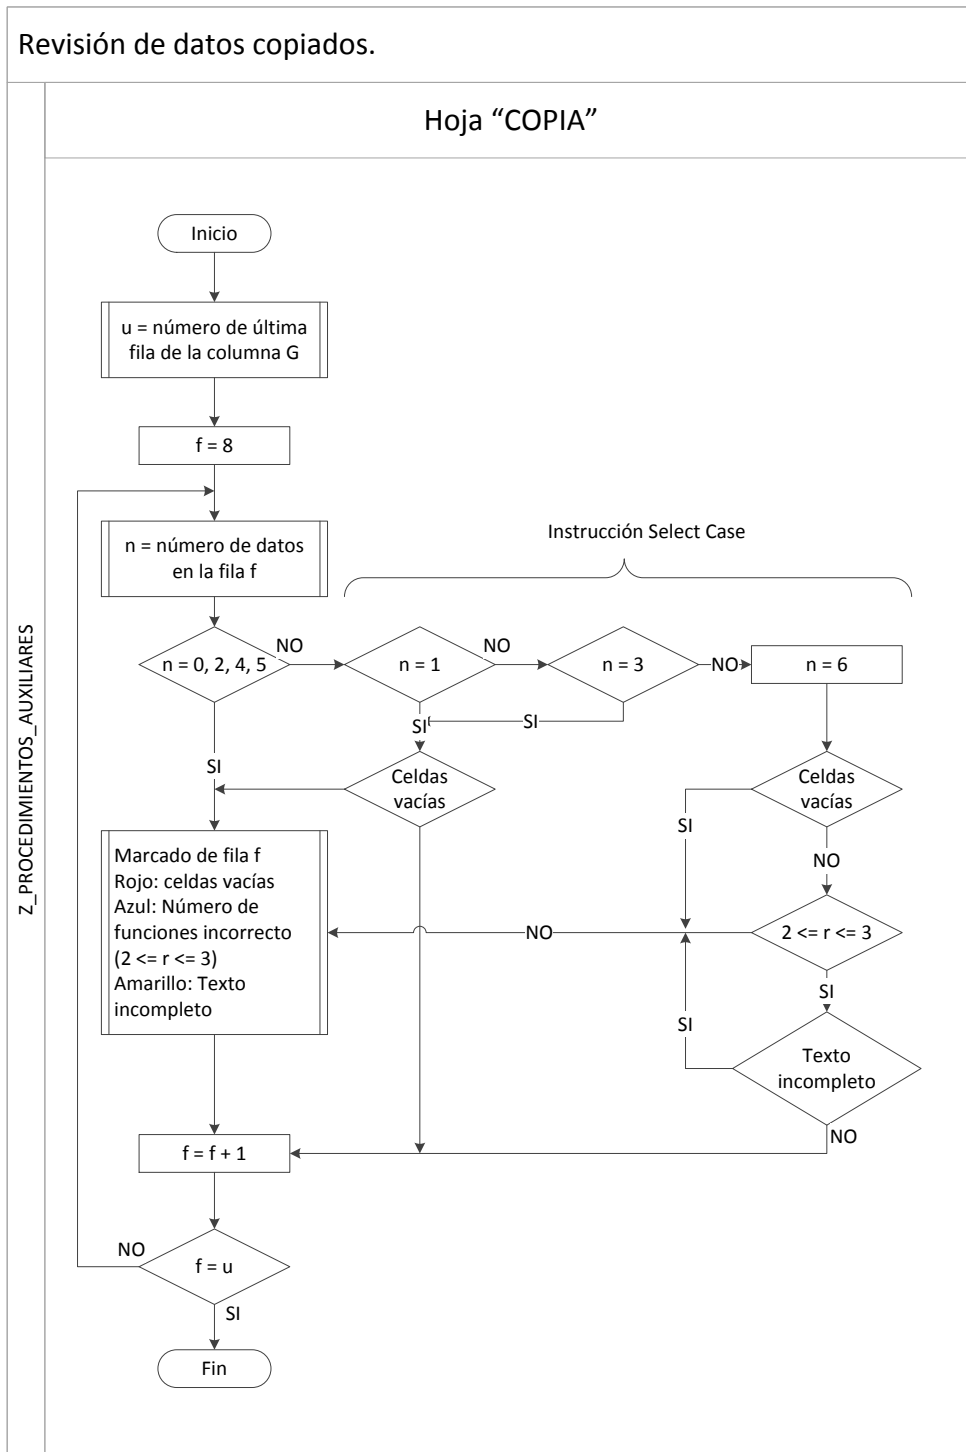 Revisión de datos copiados.
Hoja “COPIA”
Z_PROCEDIMIENTOS_AUXILIARES
Inicio
u = número de última
fila de la columna G
f = 8
n = número de datos
en la fila f
Instrucción Select Case
n = 0, 2, 4, 5
NO
n = 1
NO
n = 3
NO
n = 6
SI
SI
SI
Celdas
vacías
Celdas
vacías
SI
NO
Marcado de fila f
Rojo: celdas vacías
Azul: Número de
funciones incorrecto
(2 <= r <= 3)
Amarillo: Texto
incompleto
NO
2 <= r <= 3
SI
SI
Texto
incompleto
NO
f = f + 1
NO
f = u
SI
Fin